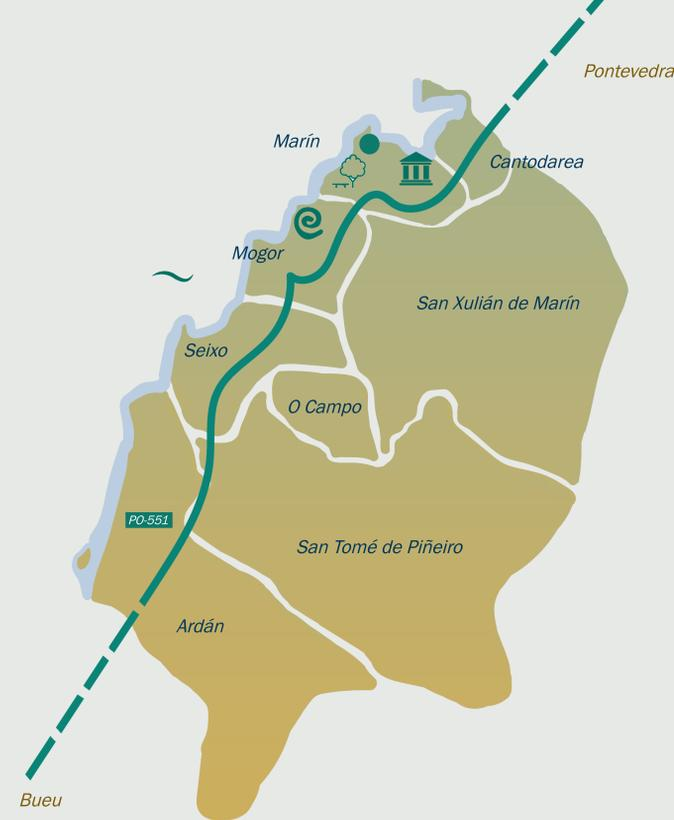 Pontevedra
Marín
Cantodarea
Mogor
San Xulián de Marín
Seixo
O Campo
PO-551
San Tomé de Piñeiro
Ardán
Bueu